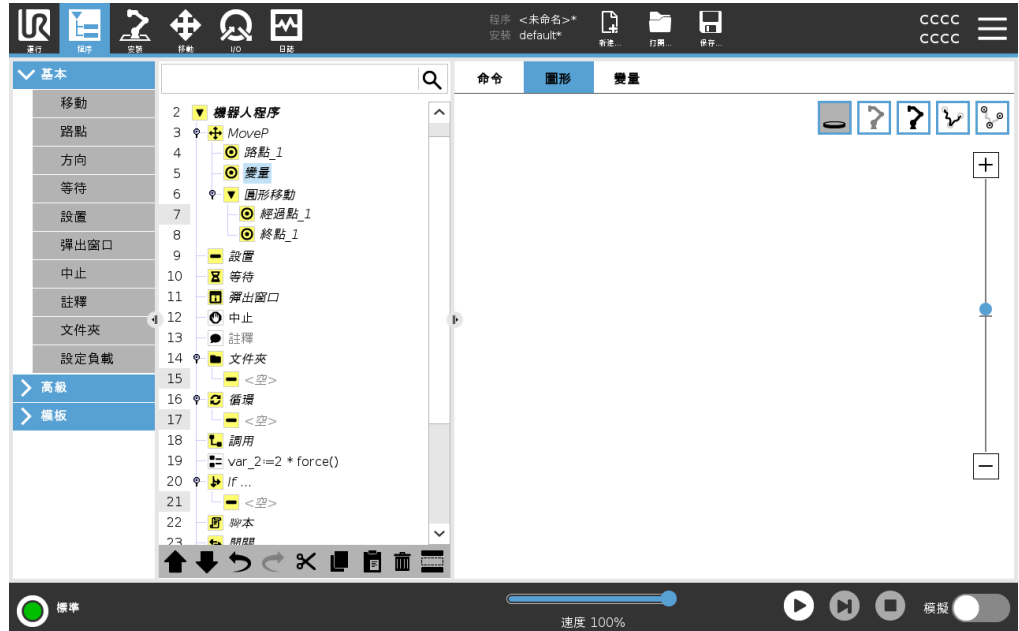 UR
運行
程序
安裝
移動
I/O
日誌
程序 <未命名>*
安裝 default*
新建...
打開...
保存...
CCCC
CCCC
基本
移動
路點
方向
等待
設置
彈出窗口
中止
註釋
文件夾
設定負載
高級
模板
命令
圖形
變量
2 機器人程序
3 MoveP
4 路點_1
5 變量
6 圓形移動
7 經過點_1
8 終點_1
9 設置
10 等待
11 彈出窗口
12 中止
13 註釋
14 文件夾
15 <空>
16 循環
17 <空>
18 調用
19 var_2:=2 * force()
20 If ...
21 <空>
22 腳本
23
標準
速度 100%
模擬